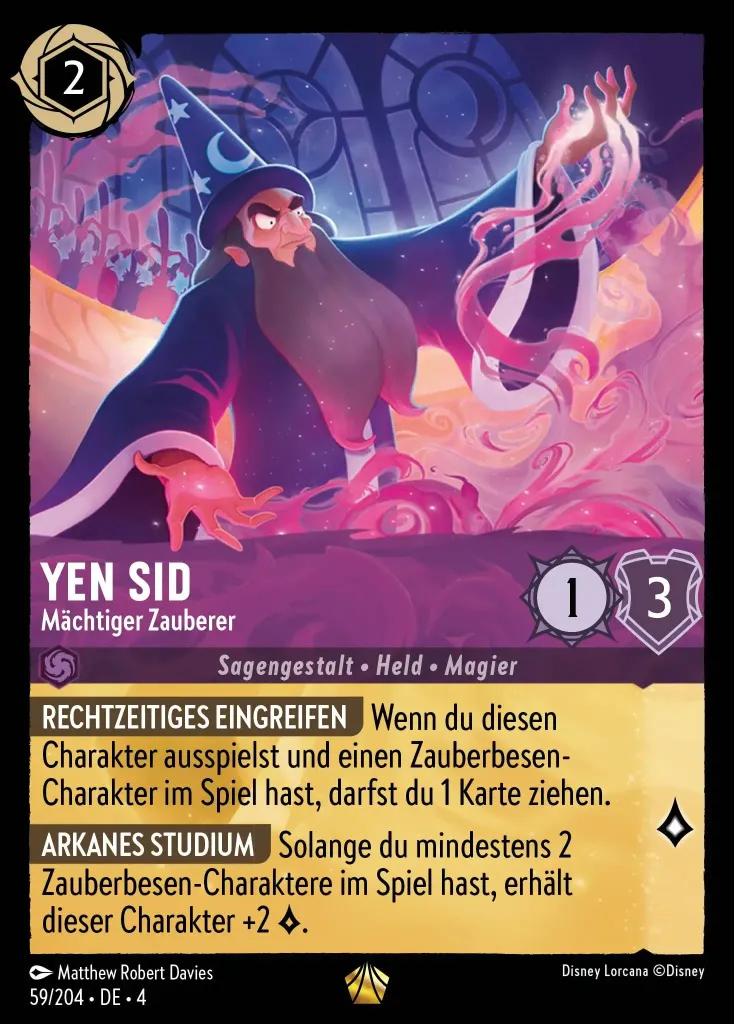 2
YEN SID
Mächtiger Zauberer
1
3
Sagengestalt • Held • Magier
RECHTZEITIGES EINGREIFEN Wenn du diesen
Charakter ausspielst und einen Zauberbesen-
Charakter im Spiel hast, darfst du 1 Karte ziehen.
ARKANES STUDIUM Solange du mindestens 2
Zauberbesen-Charaktere im Spiel hast, erhält
dieser Charakter +2 .
Matthew Robert Davies
Disney Lorcana ©Disney
59/204 • DE • 4